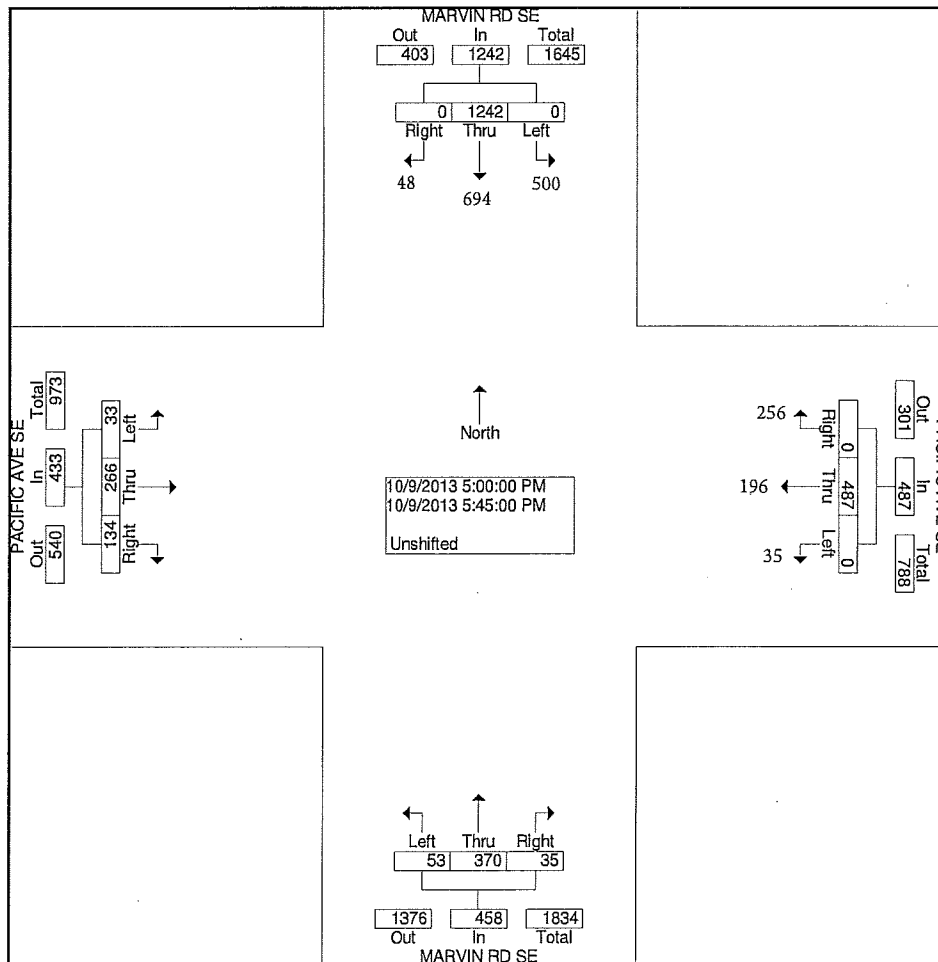 MARVIN RD SE
Out In Total
403 1242 1645
0 1242 0
Right Thru Left
48 694 500
PACIFIC AVE SE
Total In Out
973 433 540
33 266 134
Left Thru Right
North
10/9/2013 5:00:00 PM
10/9/2013 5:45:00 PM
Unshifted
256
196
35
Right Thru Left
0 487 0
Out In Total
301 487 788
SE
Left Thru Right
53 370 35
1376 458 1834
Out In Total
MARVIN RD SE